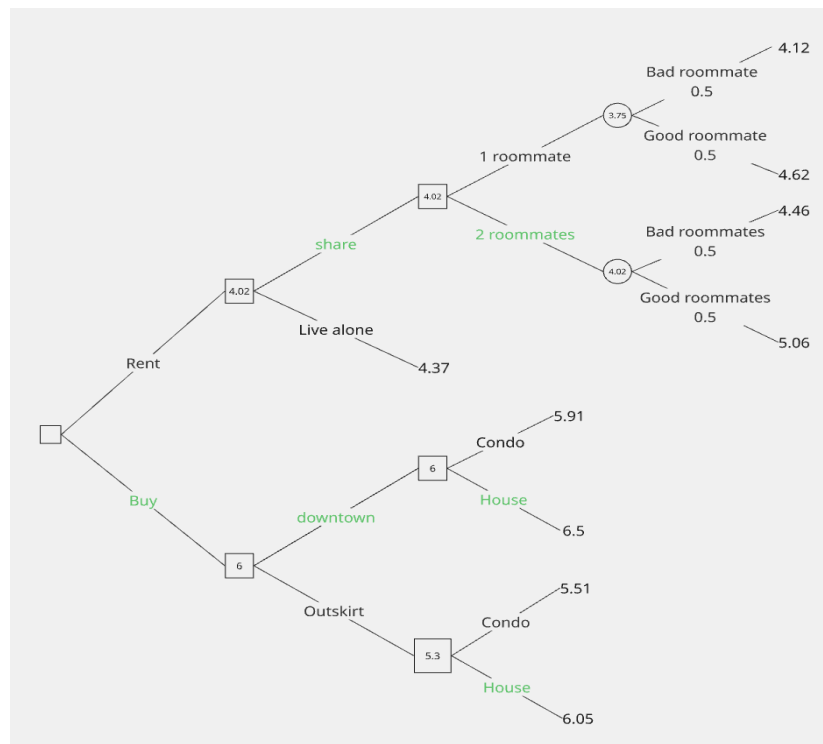 4.12
Bad roommate
0.5
3.75
Good roommate
0.5
1 roommate
4.62
4.02
4.46
Bad roommates
0.5
2 roommates
share
4.02
Good roommates
0.5
4.02
Live alone
5.06
Rent
4.37
5.91
Condo
6
House
Buy
downtown
6.5
6
5.51
Outskirt
Condo
5.3
House
6.05